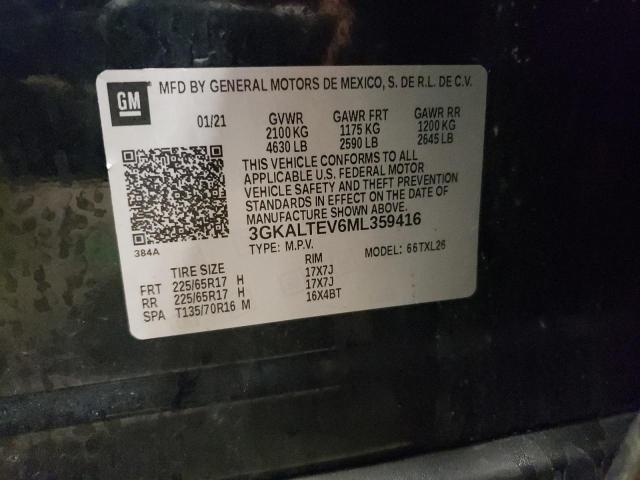 GM
MFD BY GENERAL MOTORS DE MEXICO, S. DE R.L. DE C.V.
01/21 GVWR GAWR FRT GAWR RR
2100 KG 1175 KG 1200 KG
4630 LB 2590 LB 2645 LB
THIS VEHICLE CONFORMS TO ALL
APPLICABLE U.S. FEDERAL MOTOR
VEHICLE SAFETY AND THEFT PREVENTION
STANDARDS IN EFFECT ON THE DATE OF
MANUFACTURE SHOWN ABOVE.
3GKALTEV6ML359416
384A TYPE: M.P.V. MODEL: 66TXL26
TIRE SIZE RIM
FRT 225/65R17 H 17X7J
RR 225/65R17 H 17X7J
SPA T135/70R16 M 16X4BT